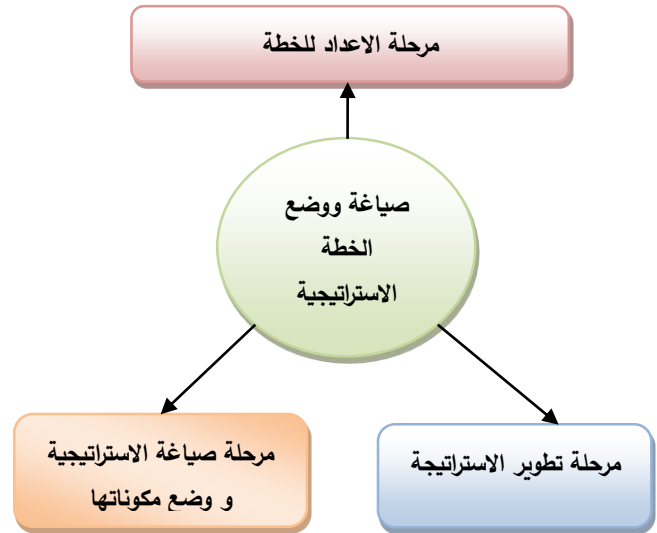 مرحلة الاعداد للخطة
صياغة ووضع
الخطة
الاستراتيجية
مرحلة تطوير الاستراتيجة
مرحلة صياغة الاستراتيجية
و وضع مكوناتها